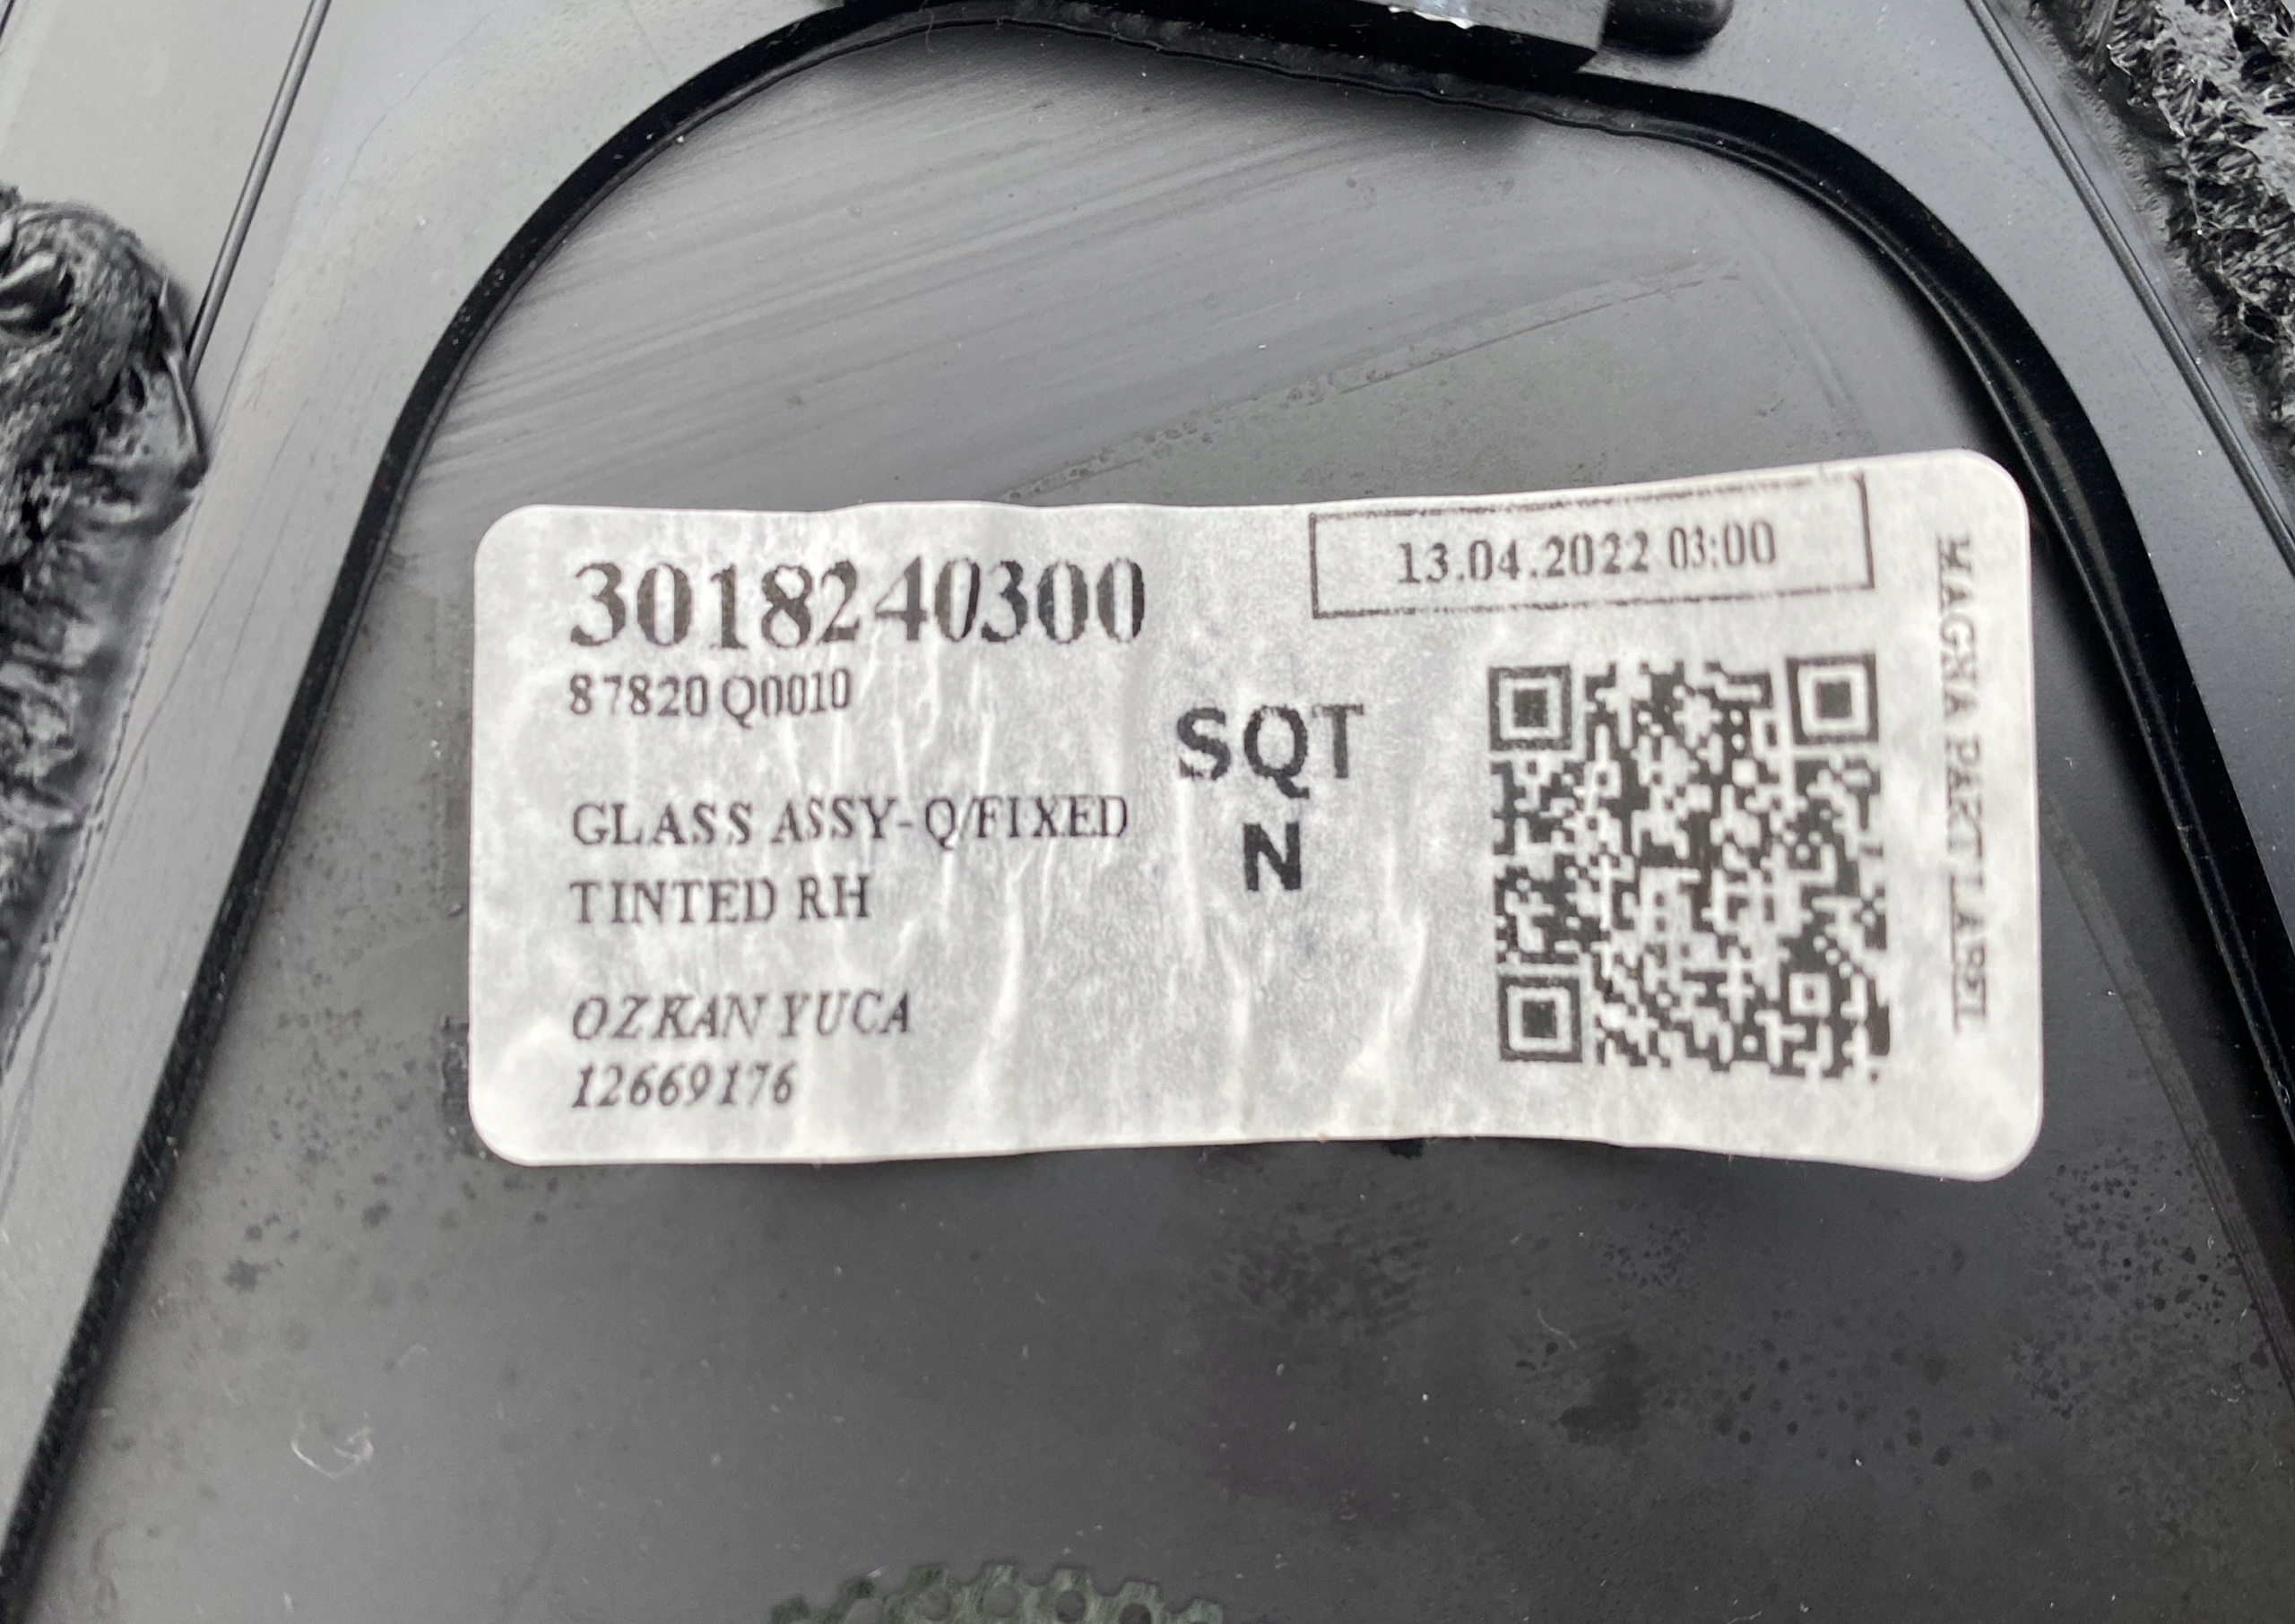 3018240300
87820 Q0010
13.04.2022 03:00
SQT
N
GLASS ASSY-Q/FIXED
TINTED RH
OZKAN YUCA
12669176
MAGNA PART LABEL